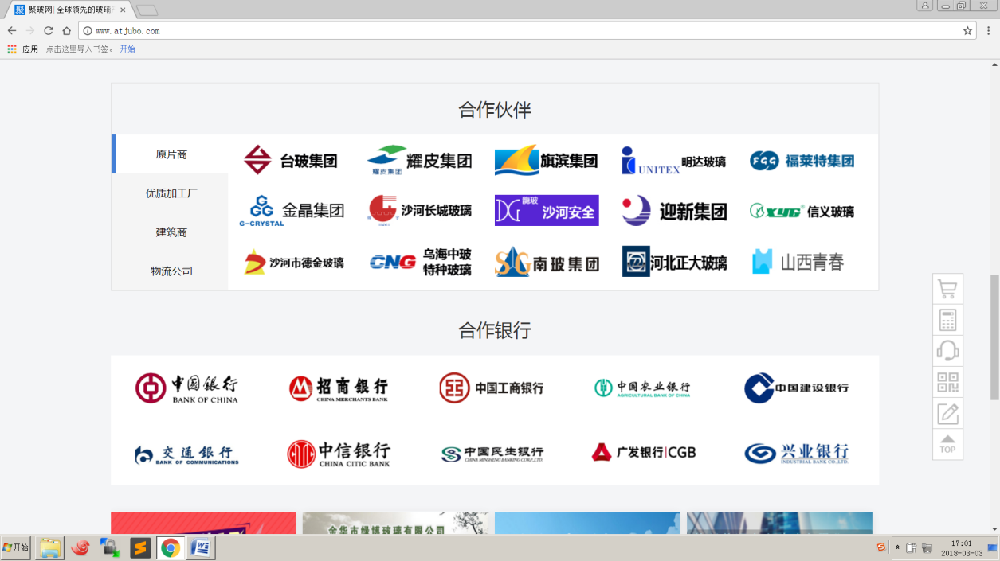 聚玻网|全球领先的玻璃
www.atjubo.com
应用 点击这里导入书签。 开始
合作伙伴
原片商
优质加工厂
建筑商
物流公司
台玻集团
耀皮集团 耀皮集团
旗滨集团
UNITEX 明达玻璃
FGG 福莱特集团
GGG G-CRYSTAL 金晶集团
沙河长城玻璃
DG 龍玻 沙河安全
迎新集团
XYG 信义玻璃
沙河市德金玻璃
CNG 乌海中玻
特种玻璃
SG 南玻集团
河北正大玻璃
山西青春
合作银行
中国银行
BANK OF CHINA
招商银行
CHINA MERCHANTS BANK
中国工商银行
中国农业银行
AGRICULTURAL BANK OF CHINA
中国建设银行
交通银行
BANK OF COMMUNICATIONS
中信银行
CHINA CITIC BANK
中国民生银行
CHINA MINSHENG BANKING CORP.,LTD.
广发银行|CGB
兴业银行
INDUSTRIAL BANK CO.,LTD.
TOP
金华市绿博玻璃有限公司
开始
17:01
2018-03-03